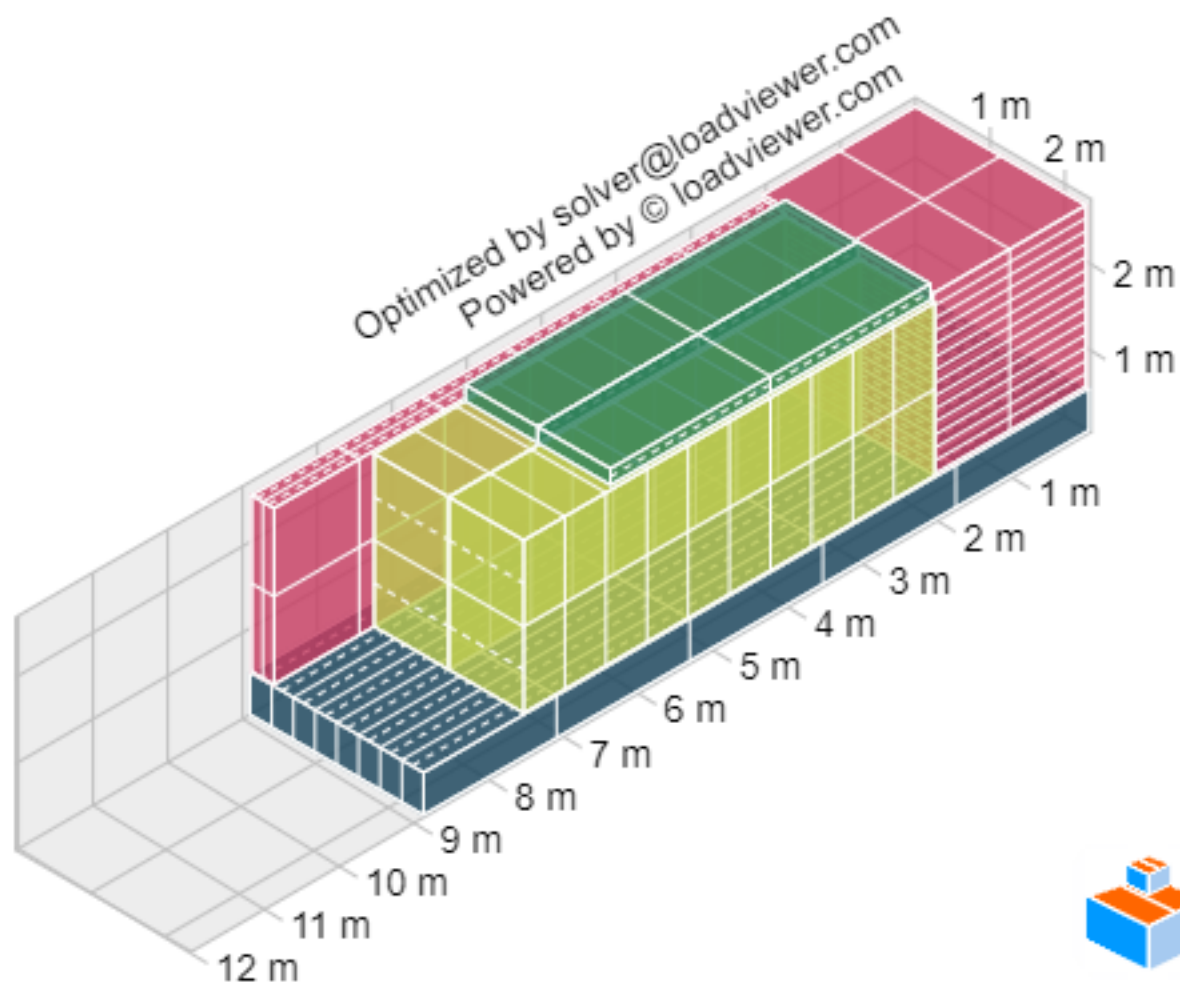 Optimized by solver@loadviewer.com
Powered by © loadviewer.com
1 m
2 m
2 m
1 m
1 m
2 m
3 m
4 m
5 m
6 m
7 m
8 m
9 m
10 m
11 m
12 m